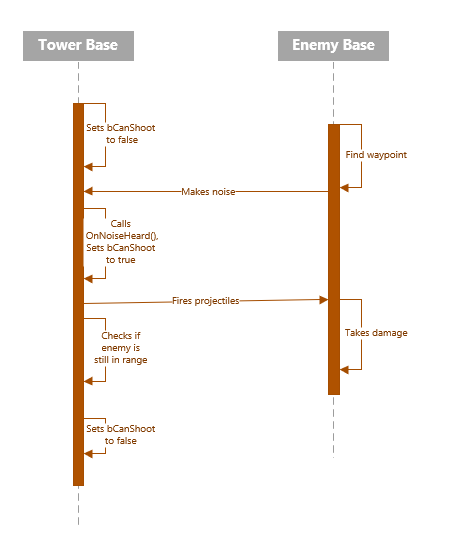 Tower Base
Enemy Base
Sets bCanShoot
to false
Find waypoint
Makes noise
Calls
OnNoiseHeard(),
Sets bCanShoot
to true
Fires projectiles
Takes damage
Checks if
enemy is
still in range
Sets bCanShoot
to false